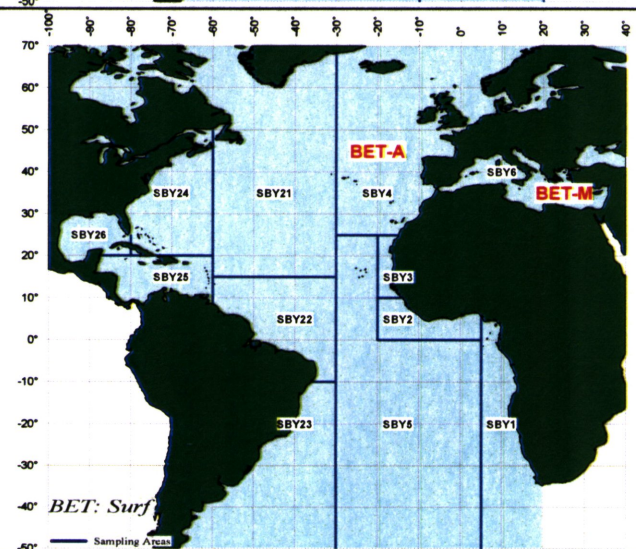 -50°
-100° -90° -80° -70° -60° -50° -40° -30° -20° -10° 0° 10° 20° 30° 40°
70°
60°
50°
BET-A
40°
SBY6
SBY24 SBY21 SBY4 BET-M
30°
SBY26
20°
SBY25 SBY3
10°
SBY22 SBY2
0°
-10°
-20° SBY23 SBY5 SBY1
-30°
-40° BET: Surf
Sampling Areas
-50°